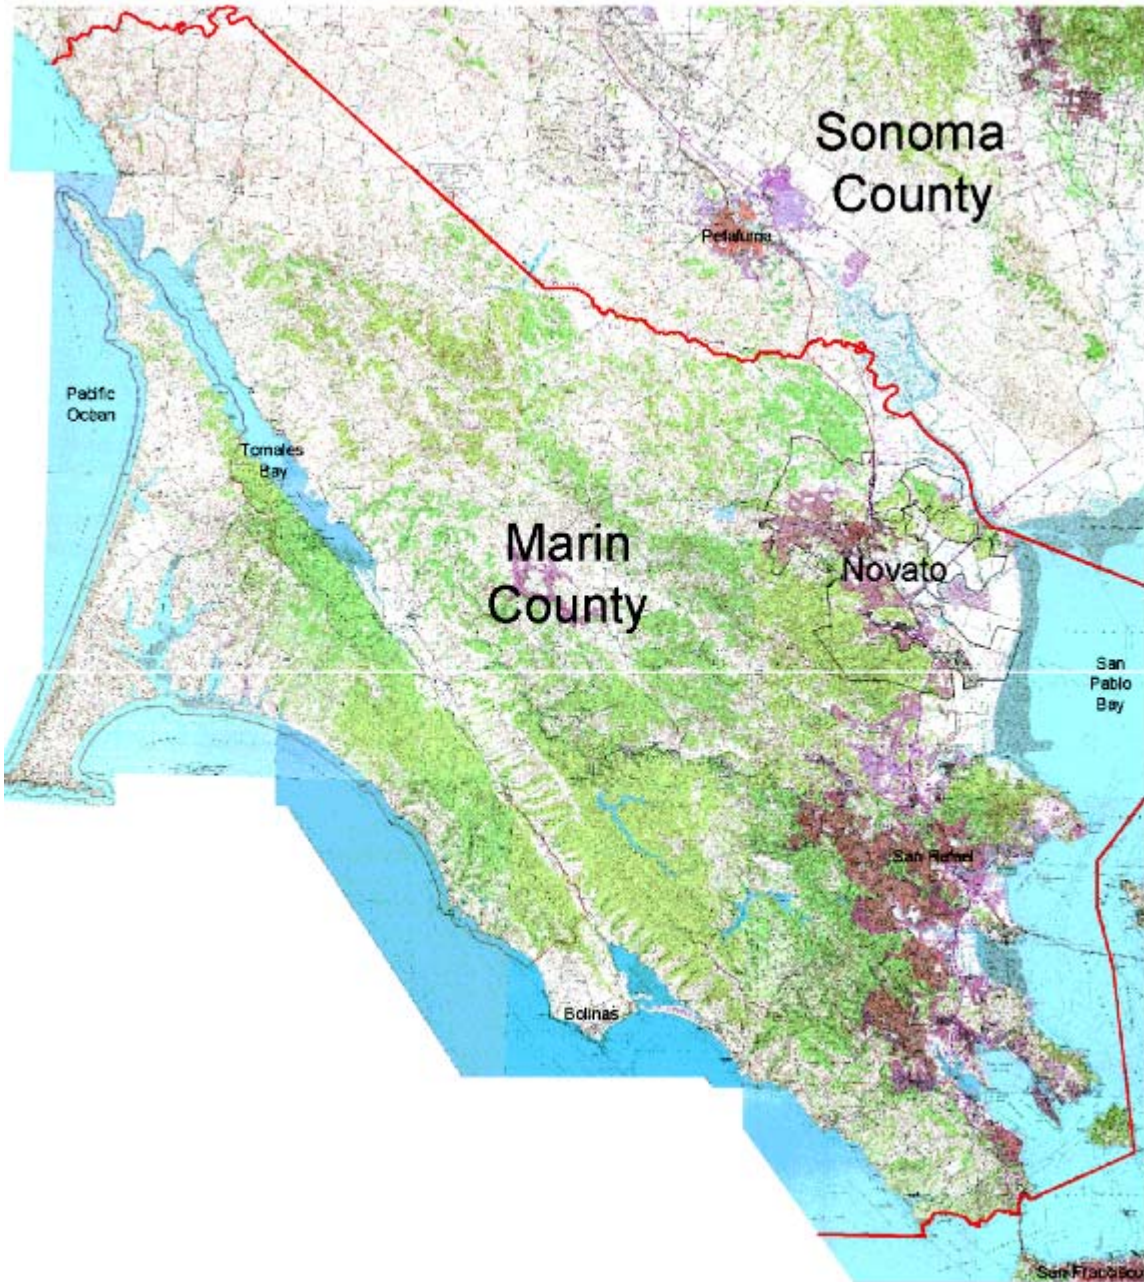 Sonoma
County
Petaluma
Pacific
Ocean
Tomales
Bay
Marin
County
Novato
San
Pablo
Bay
San Rafael
Bolinas
San Francisco